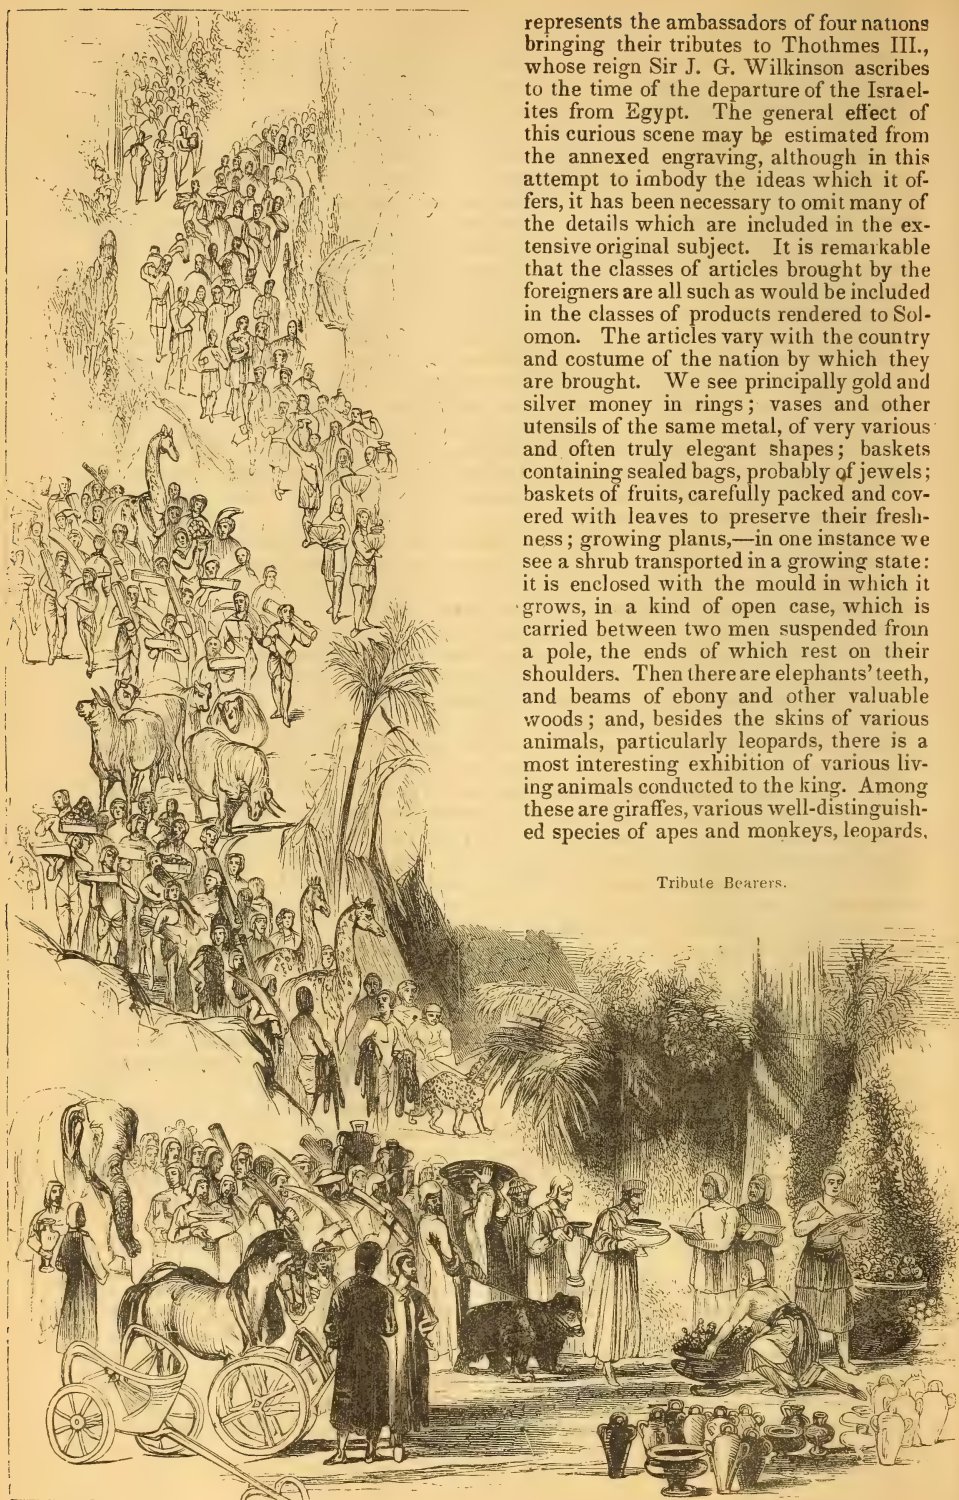 represents the ambassadors of four nations
bringing their tributes to Thothmes III.,
whose reign Sir J. G. Wilkinson ascribes
to the time of the departure of the Israel-
ites from Egypt. The general effect of
this curious scene may be estimated from
the annexed engraving, although in this
attempt to imbody the ideas which it of-
fers, it has been necessary to omit many of
the details which are included in the ex-
tensive original subject. It is remarkable
that the classes of articles brought by the
foreigners are all such as would be included
in the classes of products rendered to Sol-
omon. The articles vary with the country
and costume of the nation by which they
are brought. We see principally gold and
silver money in rings; vases and other
utensils of the same metal, of very various
and often truly elegant shapes; baskets
containing sealed bags, probably of jewels;
baskets of fruits, carefully packed and cov-
ered with leaves to preserve their fresh-
ness; growing plants,—in one instance we
see a shrub transported in a growing state:
it is enclosed with the mould in which it
grows, in a kind of open case, which is
carried between two men suspended from
a pole, the ends of which rest on their
shoulders. Then there are elephants' teeth,
and beams of ebony and other valuable
woods; and, besides the skins of various
animals, particularly leopards, there is a
most interesting exhibition of various liv-
ing animals conducted to the king. Among
these are giraffes, various well-distinguish-
ed species of apes and monkeys, leopards,
Tribute Bearers.